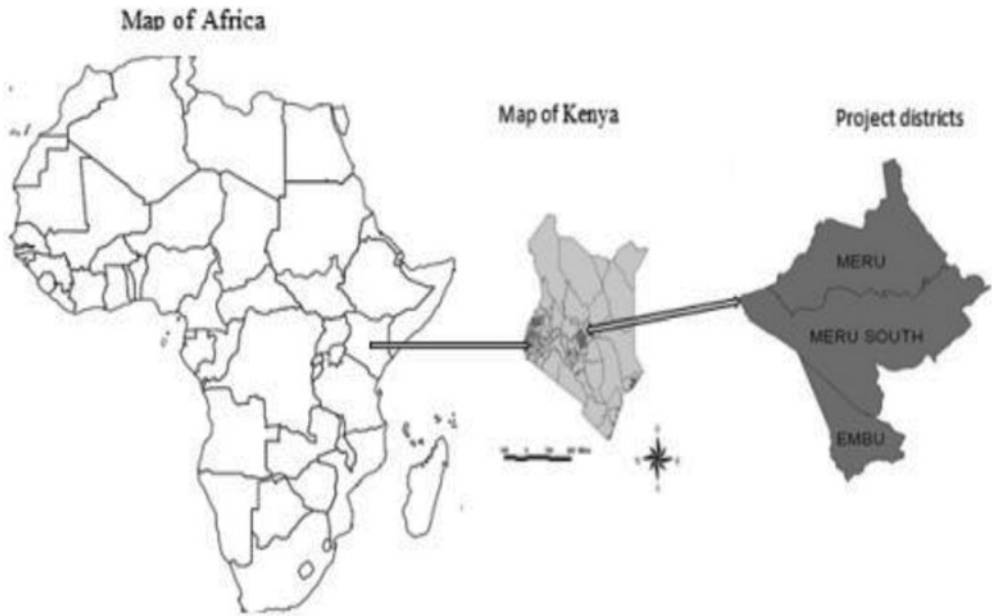 Map of Africa
Map of Kenya
Project districts
MERU
MERU SOUTH
EMBU